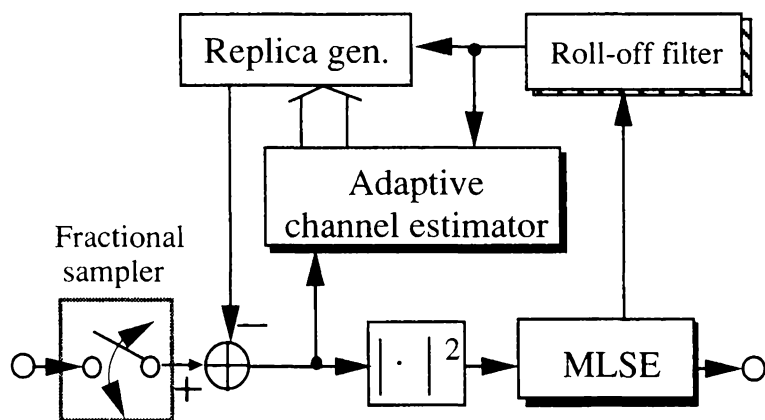 Replica gen.
Roll-off filter
Adaptive
channel estimator
Fractional
sampler
−
+
| · | 2
MLSE